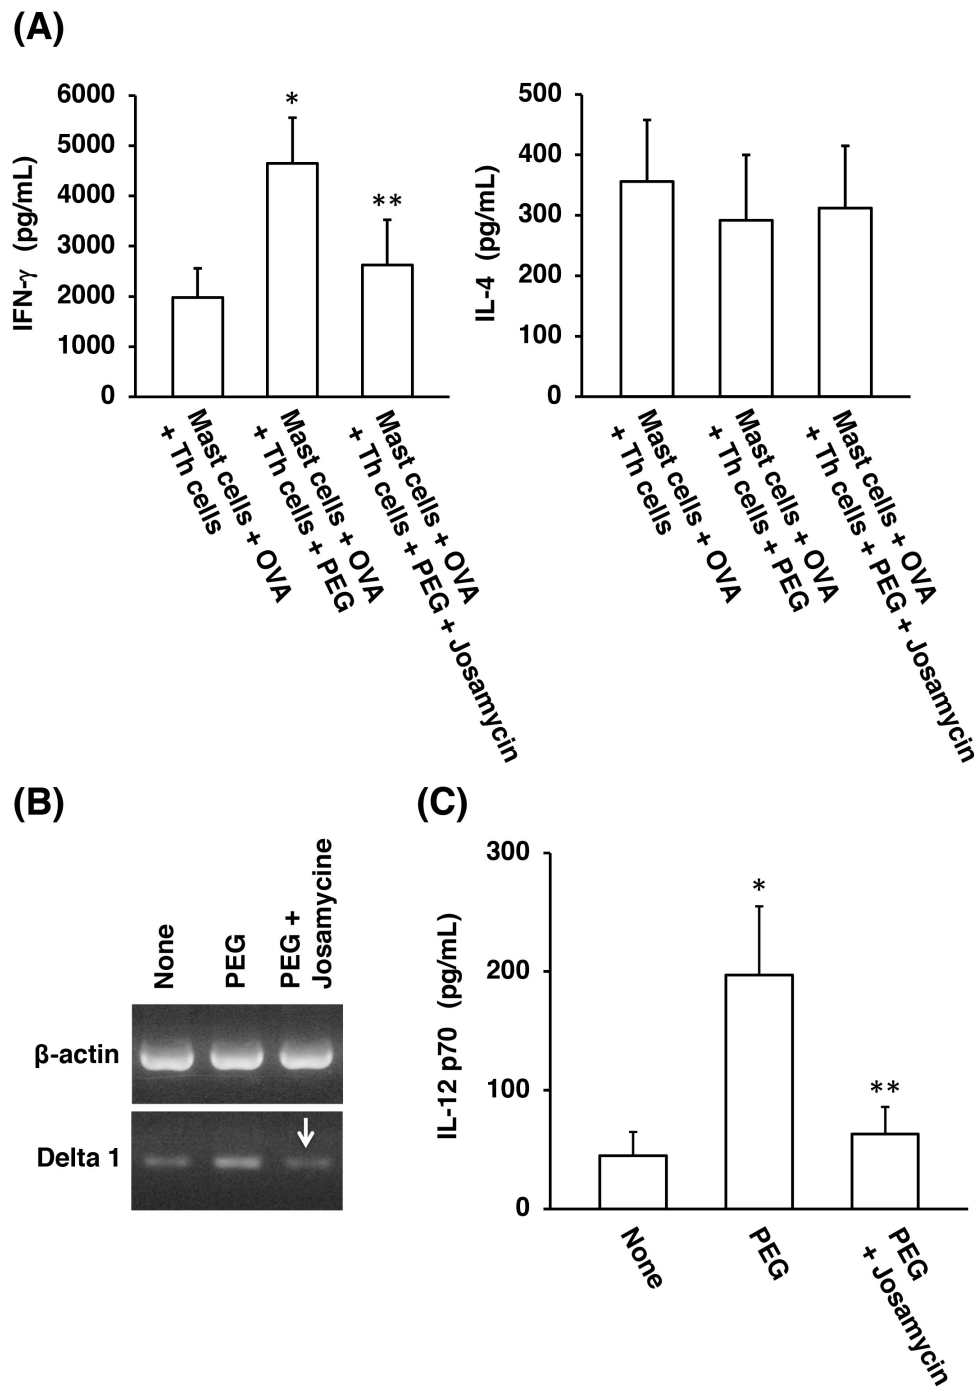 (A)
6000
5000
4000
3000
2000
1000
0
IFN-γ (pg/mL)
*
**
Mast cells + OVA
+ Th cells
Mast cells + OVA
+ Th cells + PEG
Mast cells + OVA
+ Th cells + PEG + Josamycin
500
400
300
200
100
0
IL-4 (pg/mL)
Mast cells + OVA
+ Th cells
Mast cells + OVA
+ Th cells + PEG
Mast cells + OVA
+ Th cells + PEG + Josamycin
(B)
None
PEG
PEG +
Josamycine
β-actin
Delta 1
(C)
300
200
100
0
IL-12 p70 (pg/mL)
*
**
None
PEG
PEG
+ Josamycin